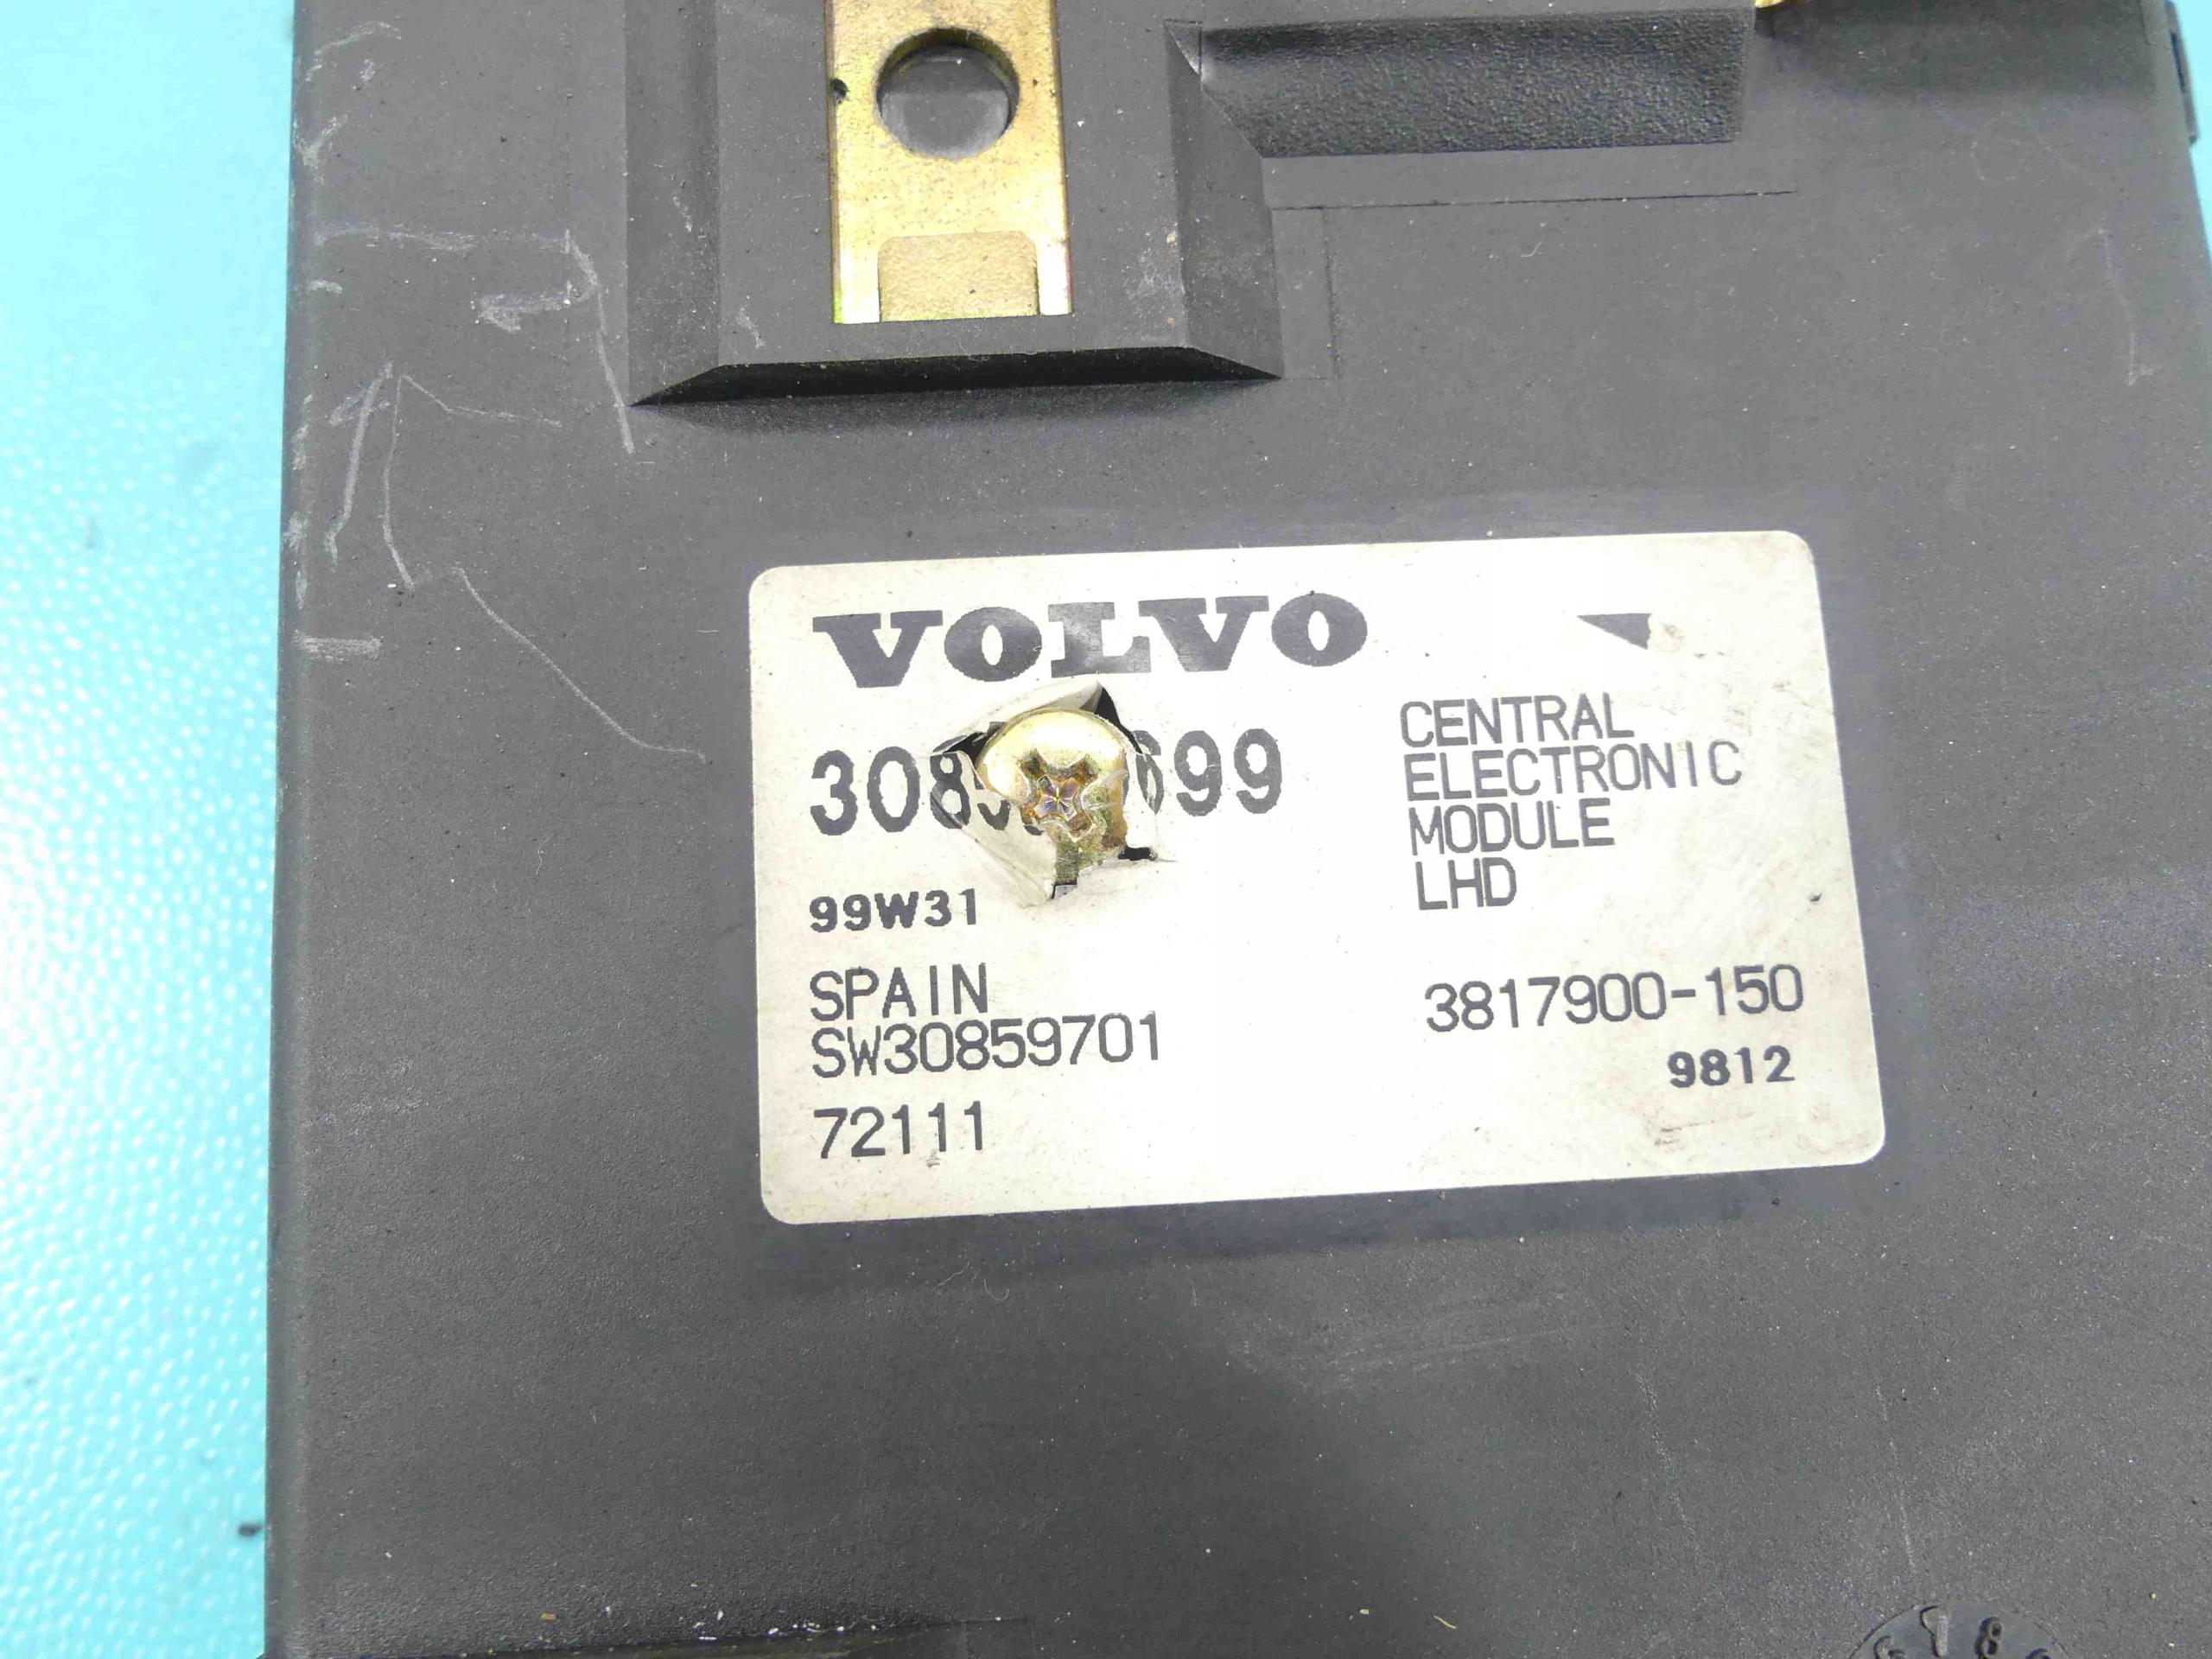 VOLVO
CENTRAL
ELECTRONIC
MODULE
LHD
99W31
SPAIN
SW30859701
3817900-150
9812
72111